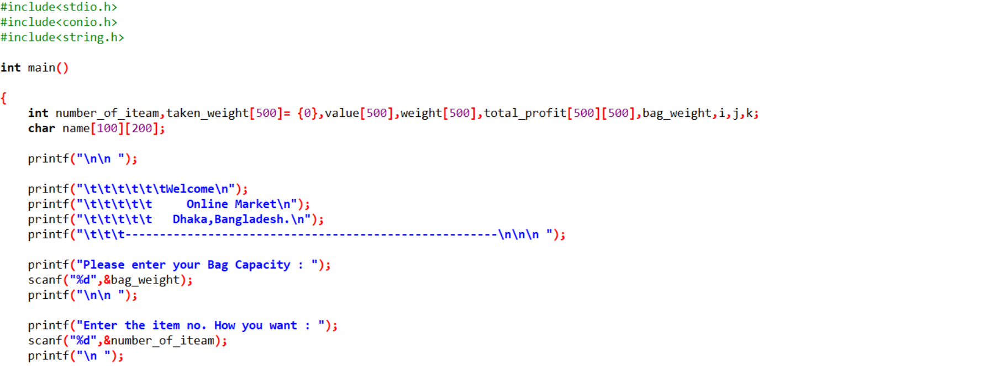 #include<stdio.h>
#include<conio.h>
#include<string.h>
int main()
{
int number_of_iteam,taken_weight[500]= {0},value[500],weight[500],total_profit[500][500],bag_weight,i,j,k;
char name[100][200];
printf("\n\n ");
printf("\t\t\t\t\t\tWelcome\n");
printf("\t\t\t\t\t     Online Market\n");
printf("\t\t\t\t\t   Dhaka,Bangladesh.\n");
printf("\t\t\t------------------------------------------------------\n\n\n ");
printf("Please enter your Bag Capacity : ");
scanf("%d",&bag_weight);
printf("\n\n ");
printf("Enter the item no. How you want : ");
scanf("%d",&number_of_iteam);
printf("\n ");